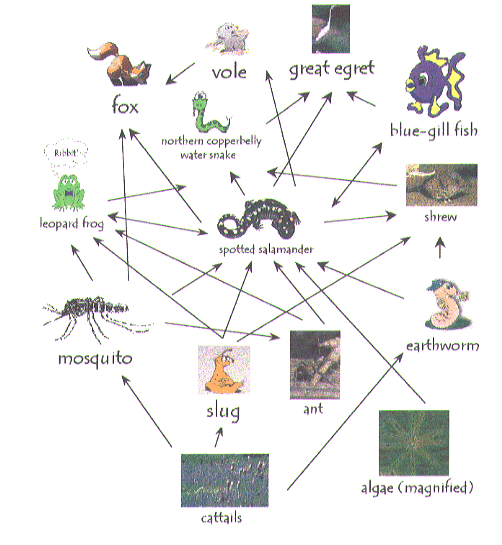 vole
great egret
fox
blue-gill fish
northern copperbelly
water snake
Ribbit!
leopard frog
shrew
spotted salamander
mosquito
earthworm
slug
ant
algae (magnified)
cattails